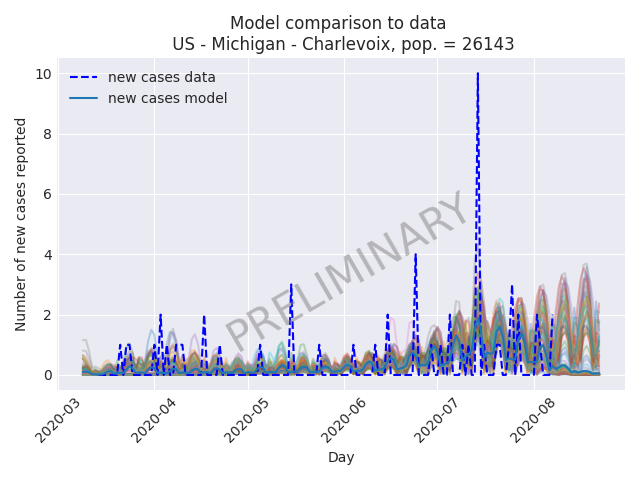 Model comparison to data
US - Michigan - Charlevoix, pop. = 26143
new cases data
new cases model
PRELIMINARY
Number of new cases reported
10
8
6
4
2
0
2020-03
2020-04
2020-05
2020-06
2020-07
2020-08
Day